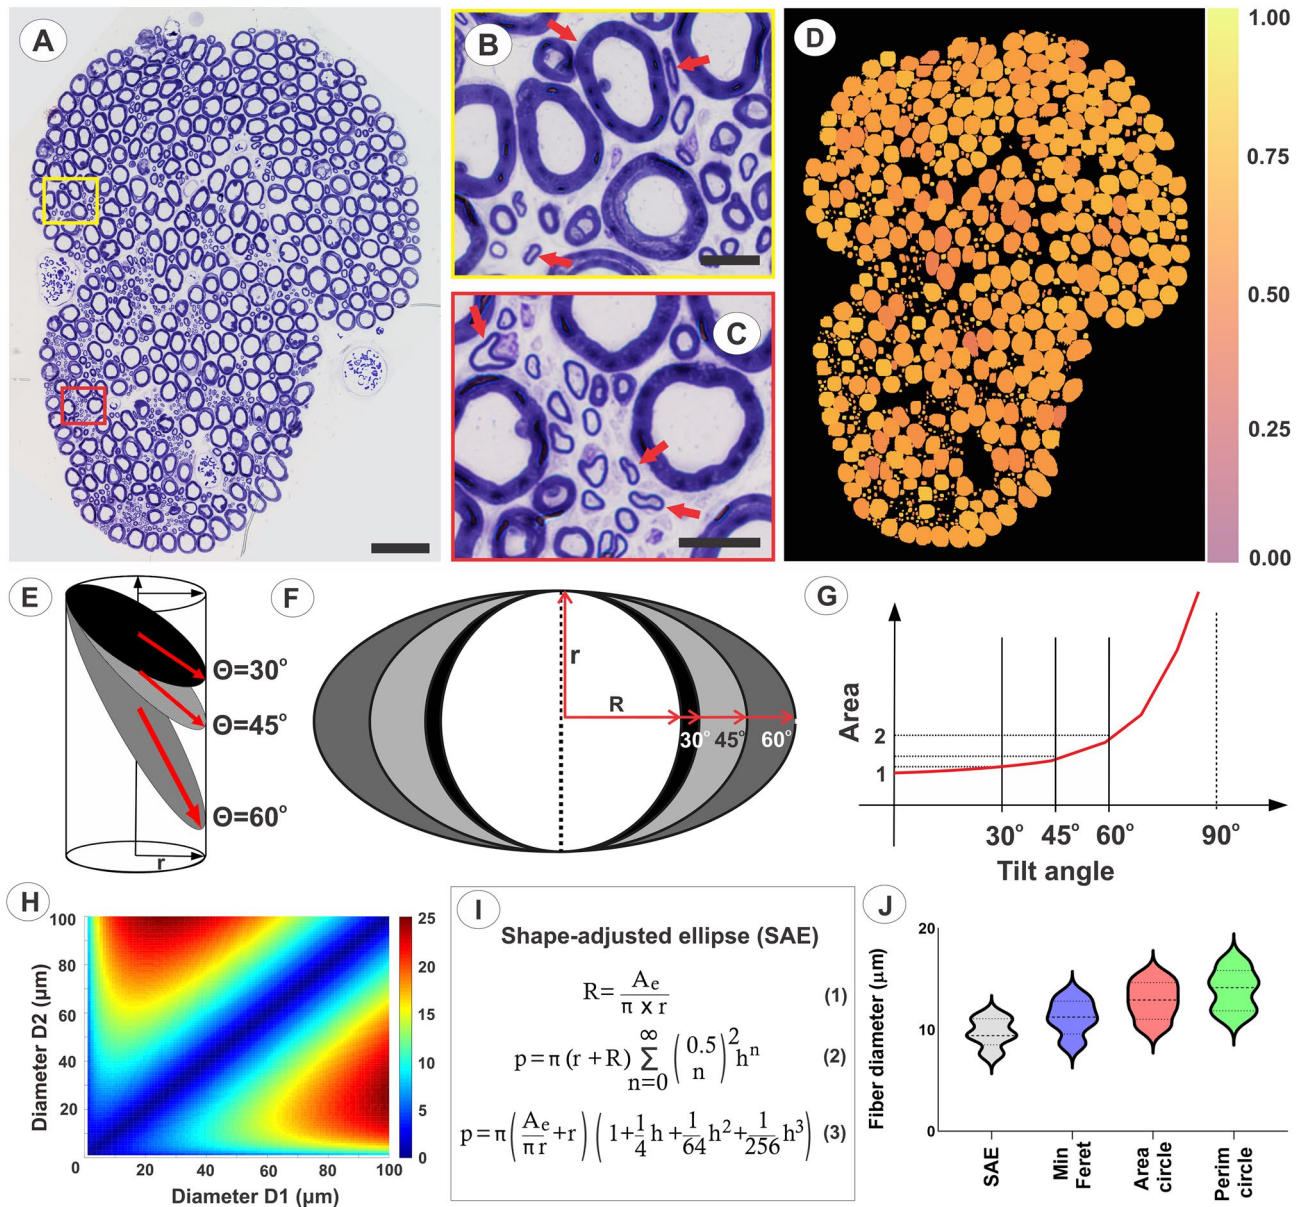 A
B
C
D
1.00
0.75
0.50
0.25
0.00
E
Θ=30°
Θ=45°
Θ=60°
r
F
r
R
30° 45° 60°
G
Area
2
1
30° 45° 60° 90°
Tilt angle
H
Diameter D2 (µm)
100
80
60
40
20
0 20 40 60 80 100
Diameter D1 (µm)
25
20
15
10
5
0
I
Shape-adjusted ellipse (SAE)
R= Ae / π x r (1)
p=π(r+R) ∞ Σ n=0 (0.5 n)² hⁿ (2)
p=π(Ae/πr +r)(1+1/4 h+1/64 h²+1/256 h³) (3)
J
Fiber diameter (µm)
20
10
0
SAE
Min
Feret
Area
circle
Perim
circle